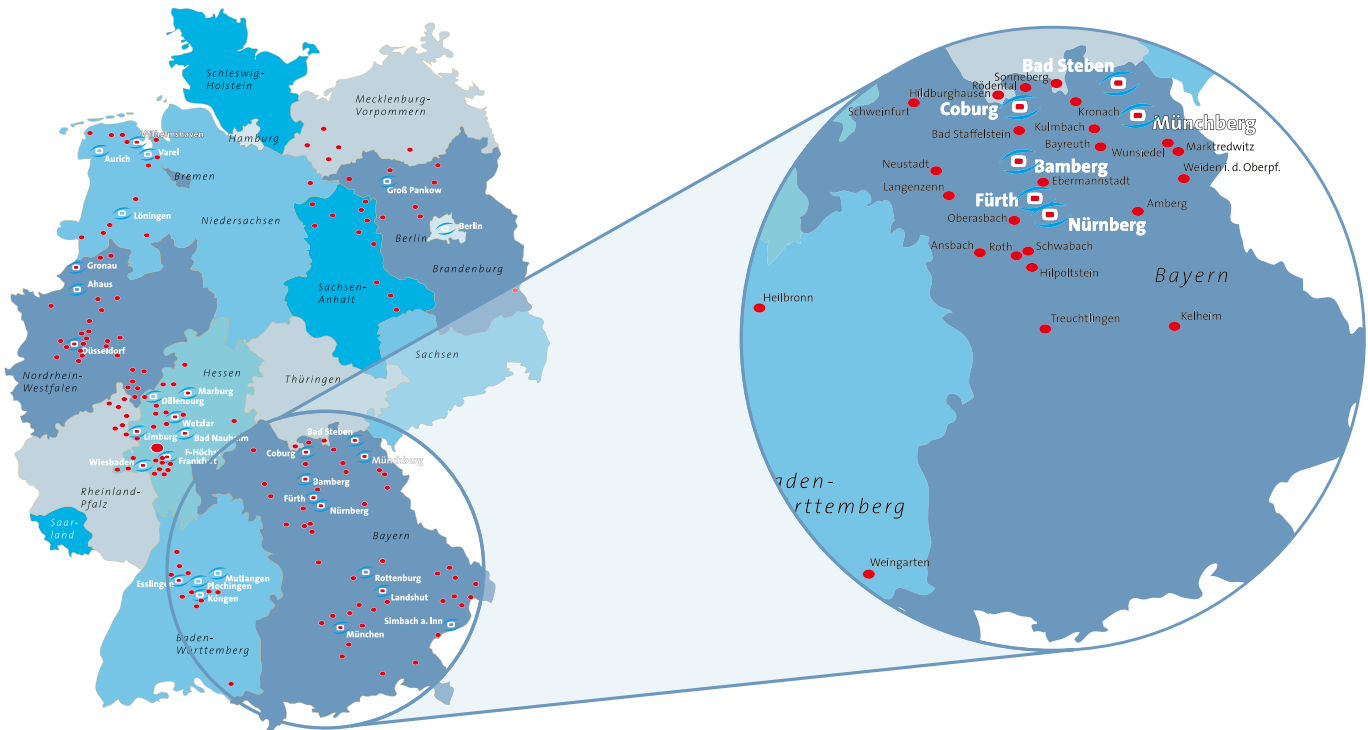 Schleswig-
Holstein
Mecklenburg-
Vorpommern
Hamburg
Wilhelmshaven
Aurich
Varel
Bremen
Groß Pankow
Löningen
Niedersachsen
Berlin
Berlin
Brandenburg
Gronau
Ahaus
Sachsen-
Anhalt
Düsseldorf
Nordrhein-
Westfalen
Hessen
Thüringen
Sachsen
Marburg
Dillenburg
Wetzlar
Limburg
Bad Nauheim
F-Höchst
Frankfurt
Wiesbaden
Rheinland-
Pfalz
Saar-
land
Bad Steben
Coburg
Münchberg
Bamberg
Fürth
Nürnberg
Bayern
Esslingen
Mutlangen
Plochingen
Köngen
Rottenburg
Landshut
Simbach a. Inn
München
Baden-
Württemberg
Bad Steben
Sonneberg
Rödental
Hildburghausen
Schweinfurt
Coburg
Kronach
Münchberg
Bad Staffelstein
Kulmbach
Bayreuth
Wunsiedel
Marktredwitz
Weiden i. d. Oberpf.
Neustadt
Bamberg
Ebermannstadt
Langenzenn
Fürth
Amberg
Oberasbach
Nürnberg
Ansbach
Roth
Schwabach
Hilpoltstein
Bayern
Heilbronn
Treuchtlingen
Kelheim
aden-
rttemberg
Weingarten